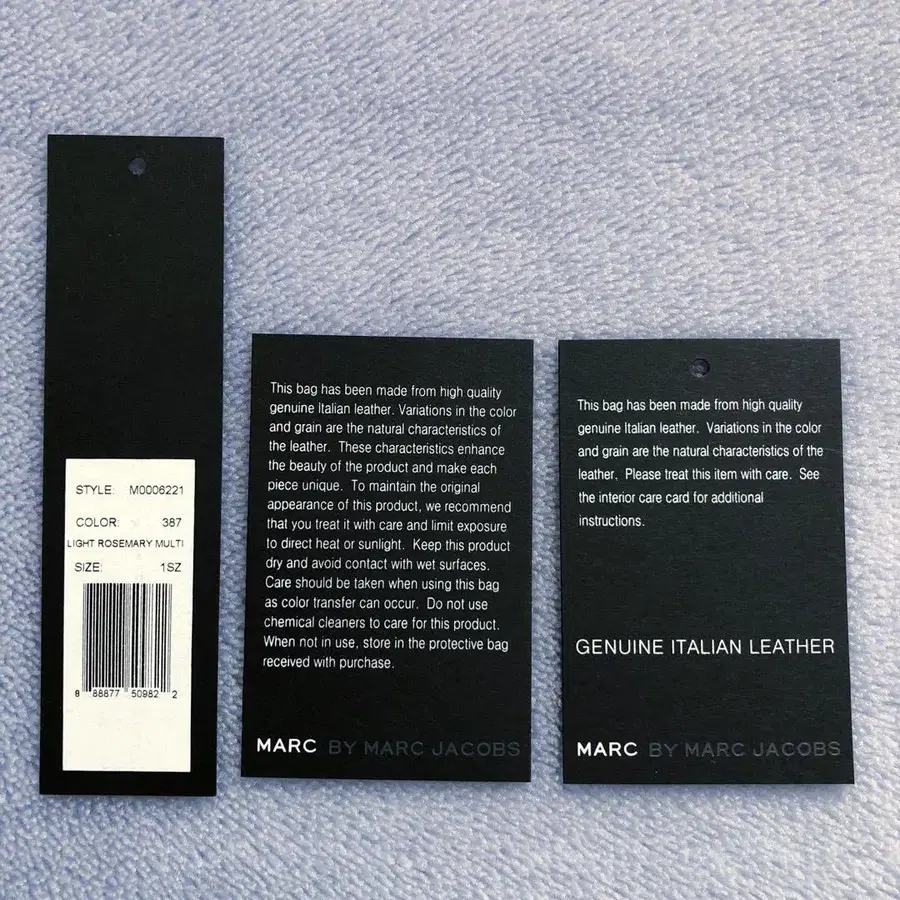 STYLE: M0006221
COLOR: 387
LIGHT ROSEMARY MULTI
SIZE: 1SZ
8 88877 50982 2
This bag has been made from high quality
genuine Italian leather. Variations in the color
and grain are the natural characteristics of
the leather. These characteristics enhance
the beauty of the product and make each
piece unique. To maintain the original
appearance of this product, we recommend
that you treat it with care and limit exposure
to direct heat or sunlight. Keep this product
dry and avoid contact with wet surfaces.
Care should be taken when using this bag
as color transfer can occur. Do not use
chemical cleaners to care for this product.
When not in use, store in the protective bag
received with purchase.
MARC BY MARC JACOBS
This bag has been made from high quality
genuine Italian leather. Variations in the color
and grain are the natural characteristics of the
leather. Please treat this item with care. See
the interior care card for additional
instructions.
GENUINE ITALIAN LEATHER
MARC BY MARC JACOBS